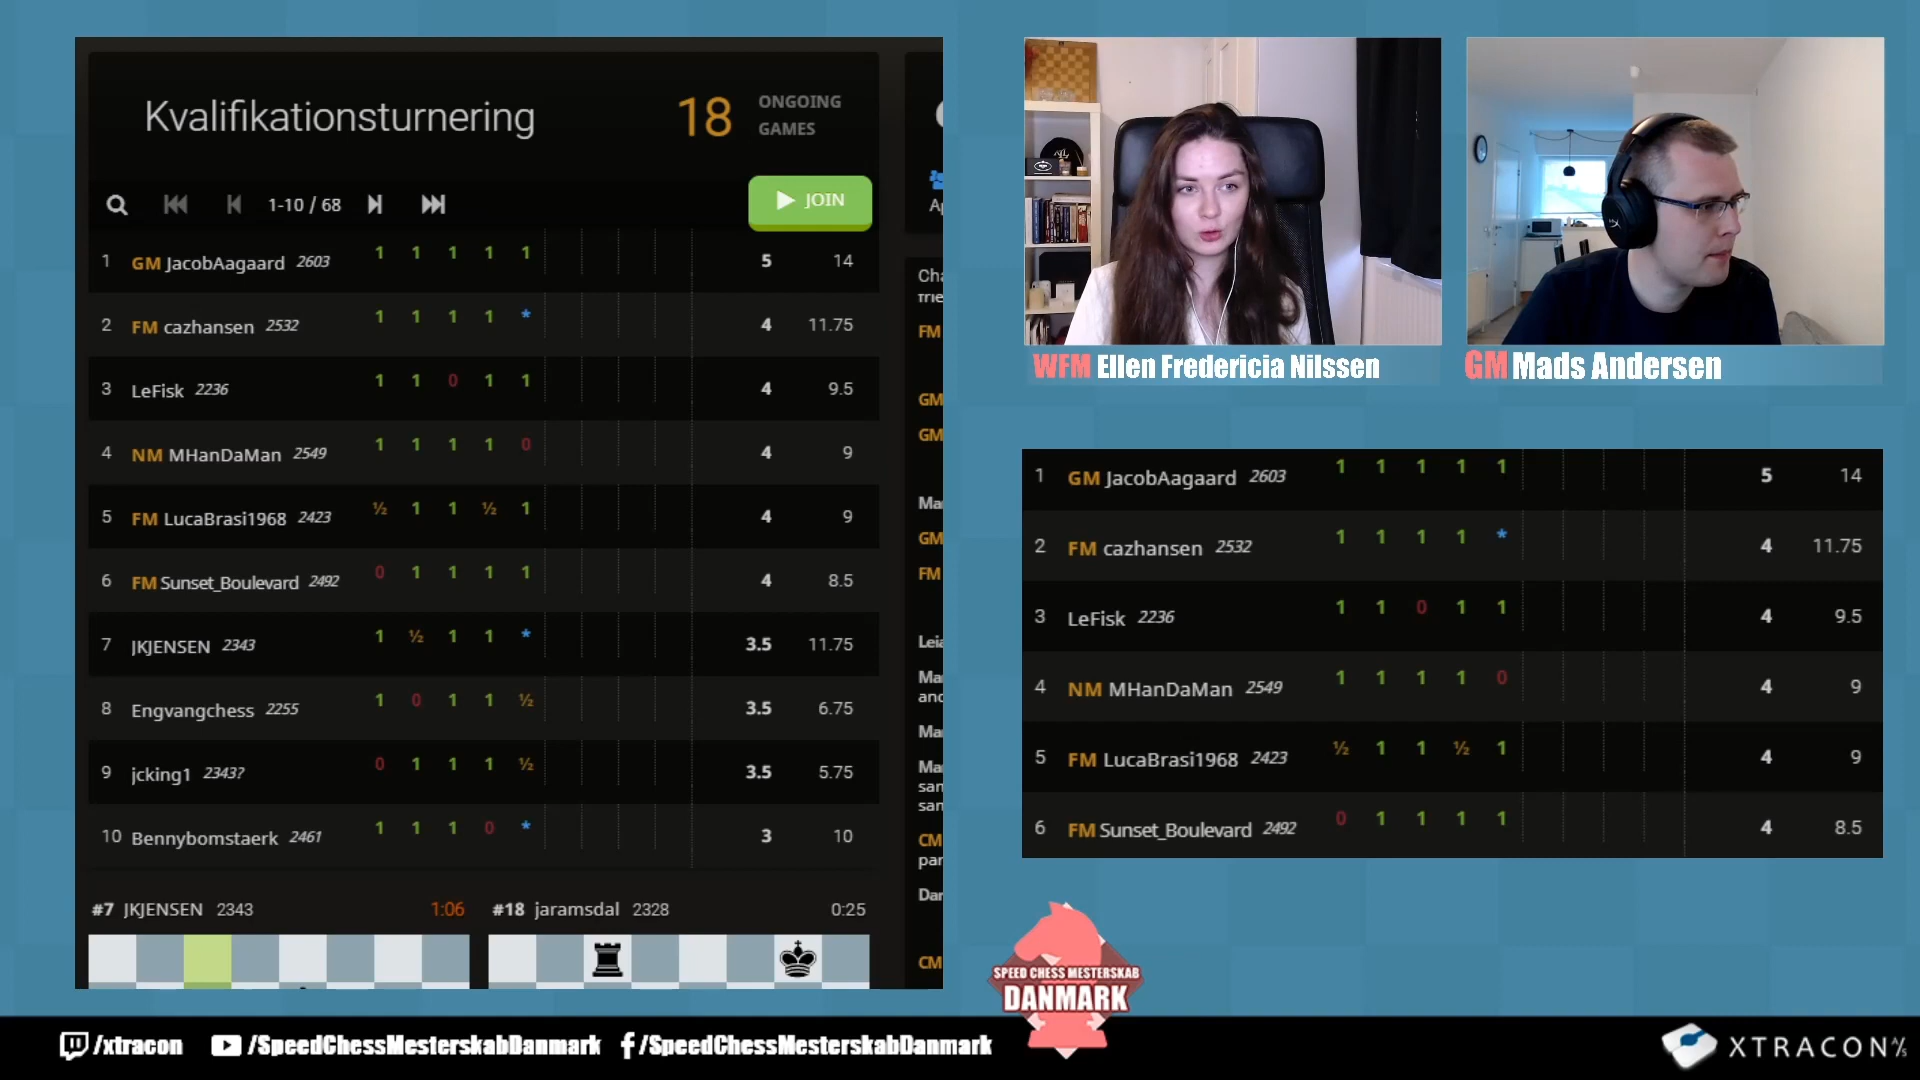 Kvalifikationsturnering
18 ONGOING GAMES
1-10 / 68
JOIN
1 GM JacobAagaard 2603 1 1 1 1 1 5 14
2 FM cazhansen 2532 1 1 1 1 * 4 11.75
3 LeFisk 2236 1 1 0 1 1 4 9.5
4 NM MHanDaMan 2549 1 1 1 1 0 4 9
5 FM LucaBrasi1968 2423 ½ 1 1 ½ 1 4 9
6 FM Sunset_Boulevard 2492 0 1 1 1 1 4 8.5
7 JKJENSEN 2343 1 ½ 1 1 * 3.5 11.75
8 Engvangchess 2255 1 0 1 1 ½ 3.5 6.75
9 jcking1 2343? 0 1 1 1 ½ 3.5 5.75
10 Bennybomstaerk 2461 1 1 1 0 * 3 10
#7 JKJENSEN 2343 1:06
#18 jaramsdal 2328 0:25
FM
GM
GM
GM
FM
CM
CM
WFM Ellen Fredericia Nilssen
GM Mads Andersen
1 GM JacobAagaard 2603 1 1 1 1 1 5 14
2 FM cazhansen 2532 1 1 1 1 * 4 11.75
3 LeFisk 2236 1 1 0 1 1 4 9.5
4 NM MHanDaMan 2549 1 1 1 1 0 4 9
5 FM LucaBrasi1968 2423 ½ 1 1 ½ 1 4 9
6 FM Sunset_Boulevard 2492 0 1 1 1 1 4 8.5
SPEED CHESS MESTERSKAB
DANMARK
/xtracon
/SpeedChessMesterskabDanmark
/SpeedChessMesterskabDanmark
XTRACON A/S